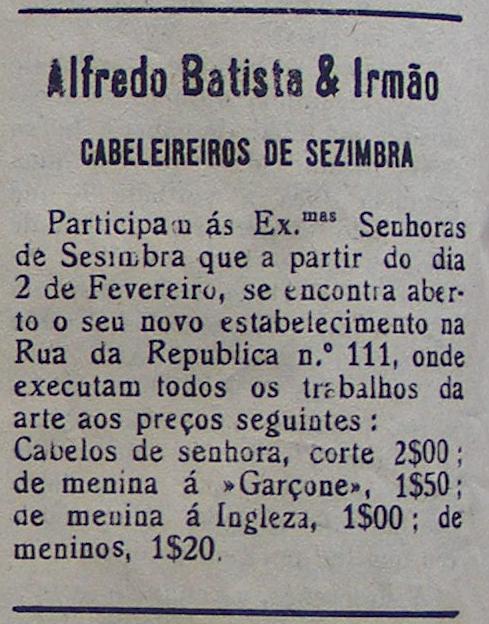 Alfredo Batista & Irmão
CABELEIREIROS DE SEZIMBRA
Participam ás Ex.mas Senhoras
de Sesimbra que a partir do dia
2 de Fevereiro, se encontra aber-
to o seu novo estabelecimento na
Rua da Republica n.º 111, onde
executam todos os trabalhos da
arte aos preços seguintes :
Cabelos de senhora, corte 2$00 ;
de menina á »Garçone», 1$50 ;
de menina á Ingleza, 1$00 ; de
meninos, 1$20.